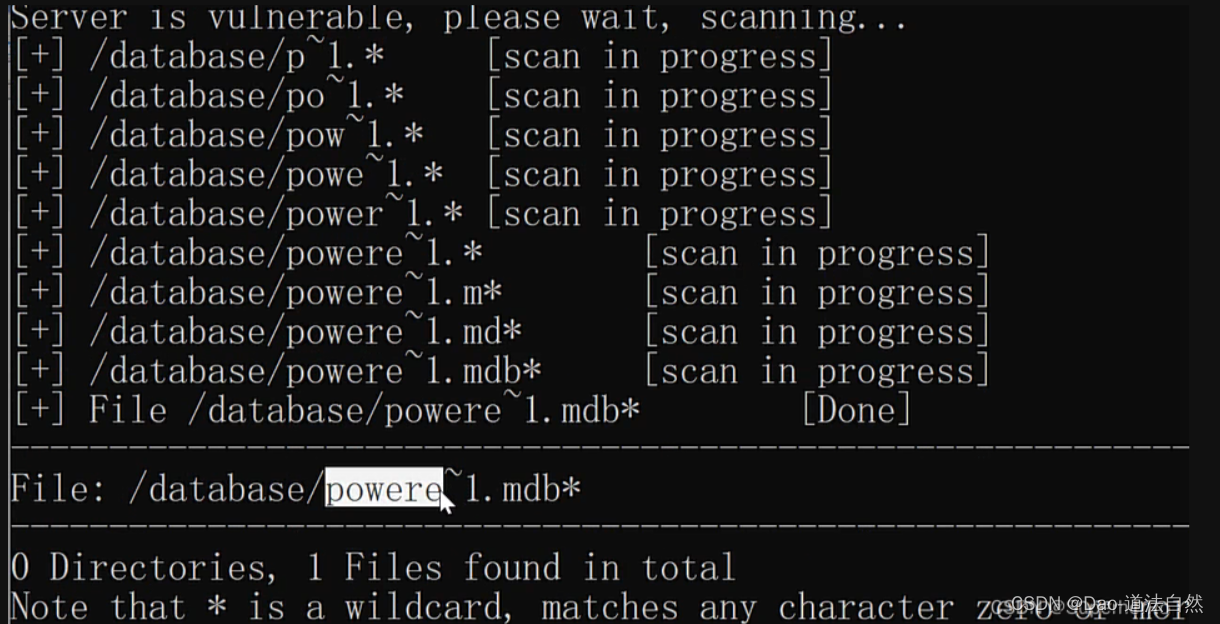 Server is vulnerable, please wait, scanning...
[+] /database/p~1.* [scan in progress]
[+] /database/po~1.* [scan in progress]
[+] /database/pow~1.* [scan in progress]
[+] /database/powe~1.* [scan in progress]
[+] /database/power~1.* [scan in progress]
[+] /database/powere~1.* [scan in progress]
[+] /database/powere~1.m* [scan in progress]
[+] /database/powere~1.md* [scan in progress]
[+] /database/powere~1.mdb* [scan in progress]
[+] File /database/powere~1.mdb* [Done]
--------------------------------------------------------------
File: /database/powere~1.mdb*
--------------------------------------------------------------
0 Directories, 1 Files found in total
Note that * is a wildcard, matches any character zero or
CSDN @Dao-道法自然